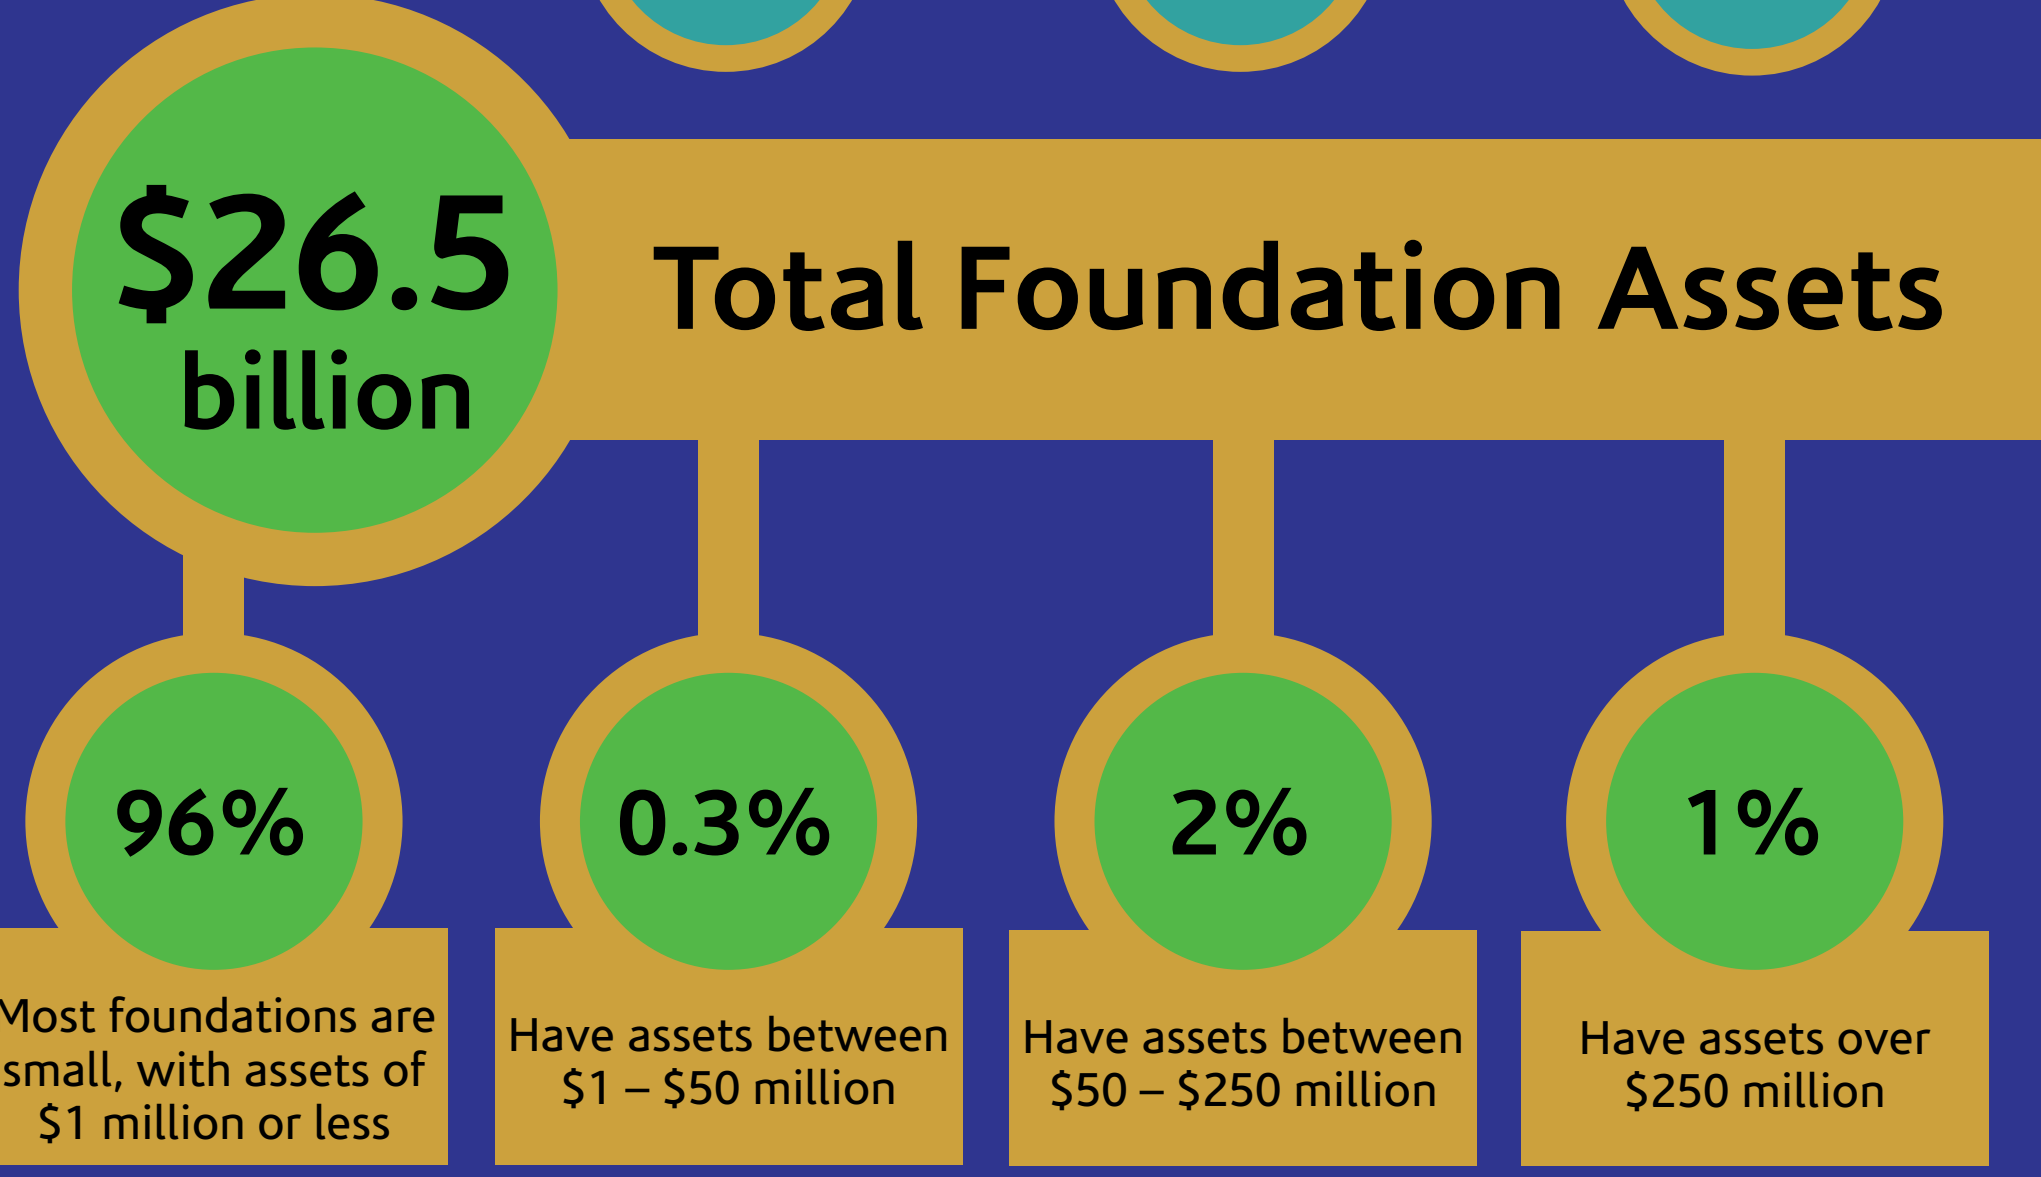 $26.5
billion
Total Foundation Assets
96%
Most foundations are
small, with assets of
$1 million or less
0.3%
Have assets between
$1 – $50 million
2%
Have assets between
$50 – $250 million
1%
Have assets over
$250 million